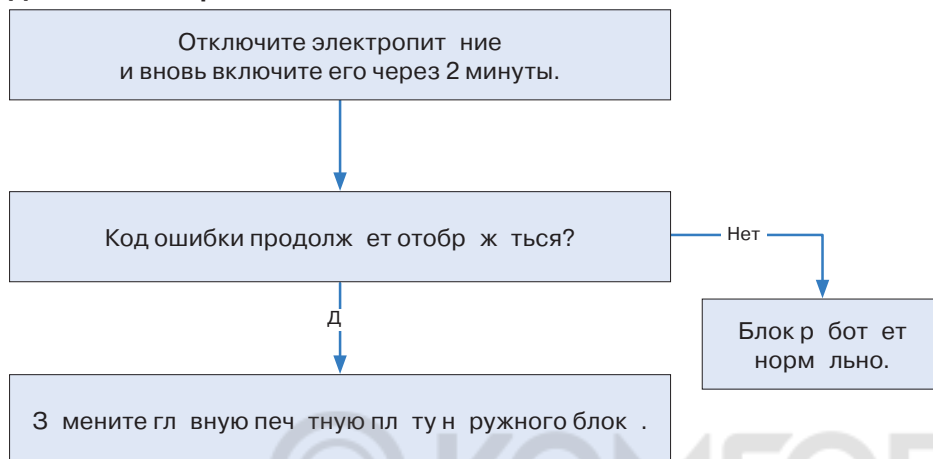 Отключите электропит ние
и вновь включите его через 2 минуты.
Код ошибки продолж ет отобр ж ться?
Нет
Д
Блок р бот ет
норм льно.
З мените гл вную печ тную пл ту н ружного блок .